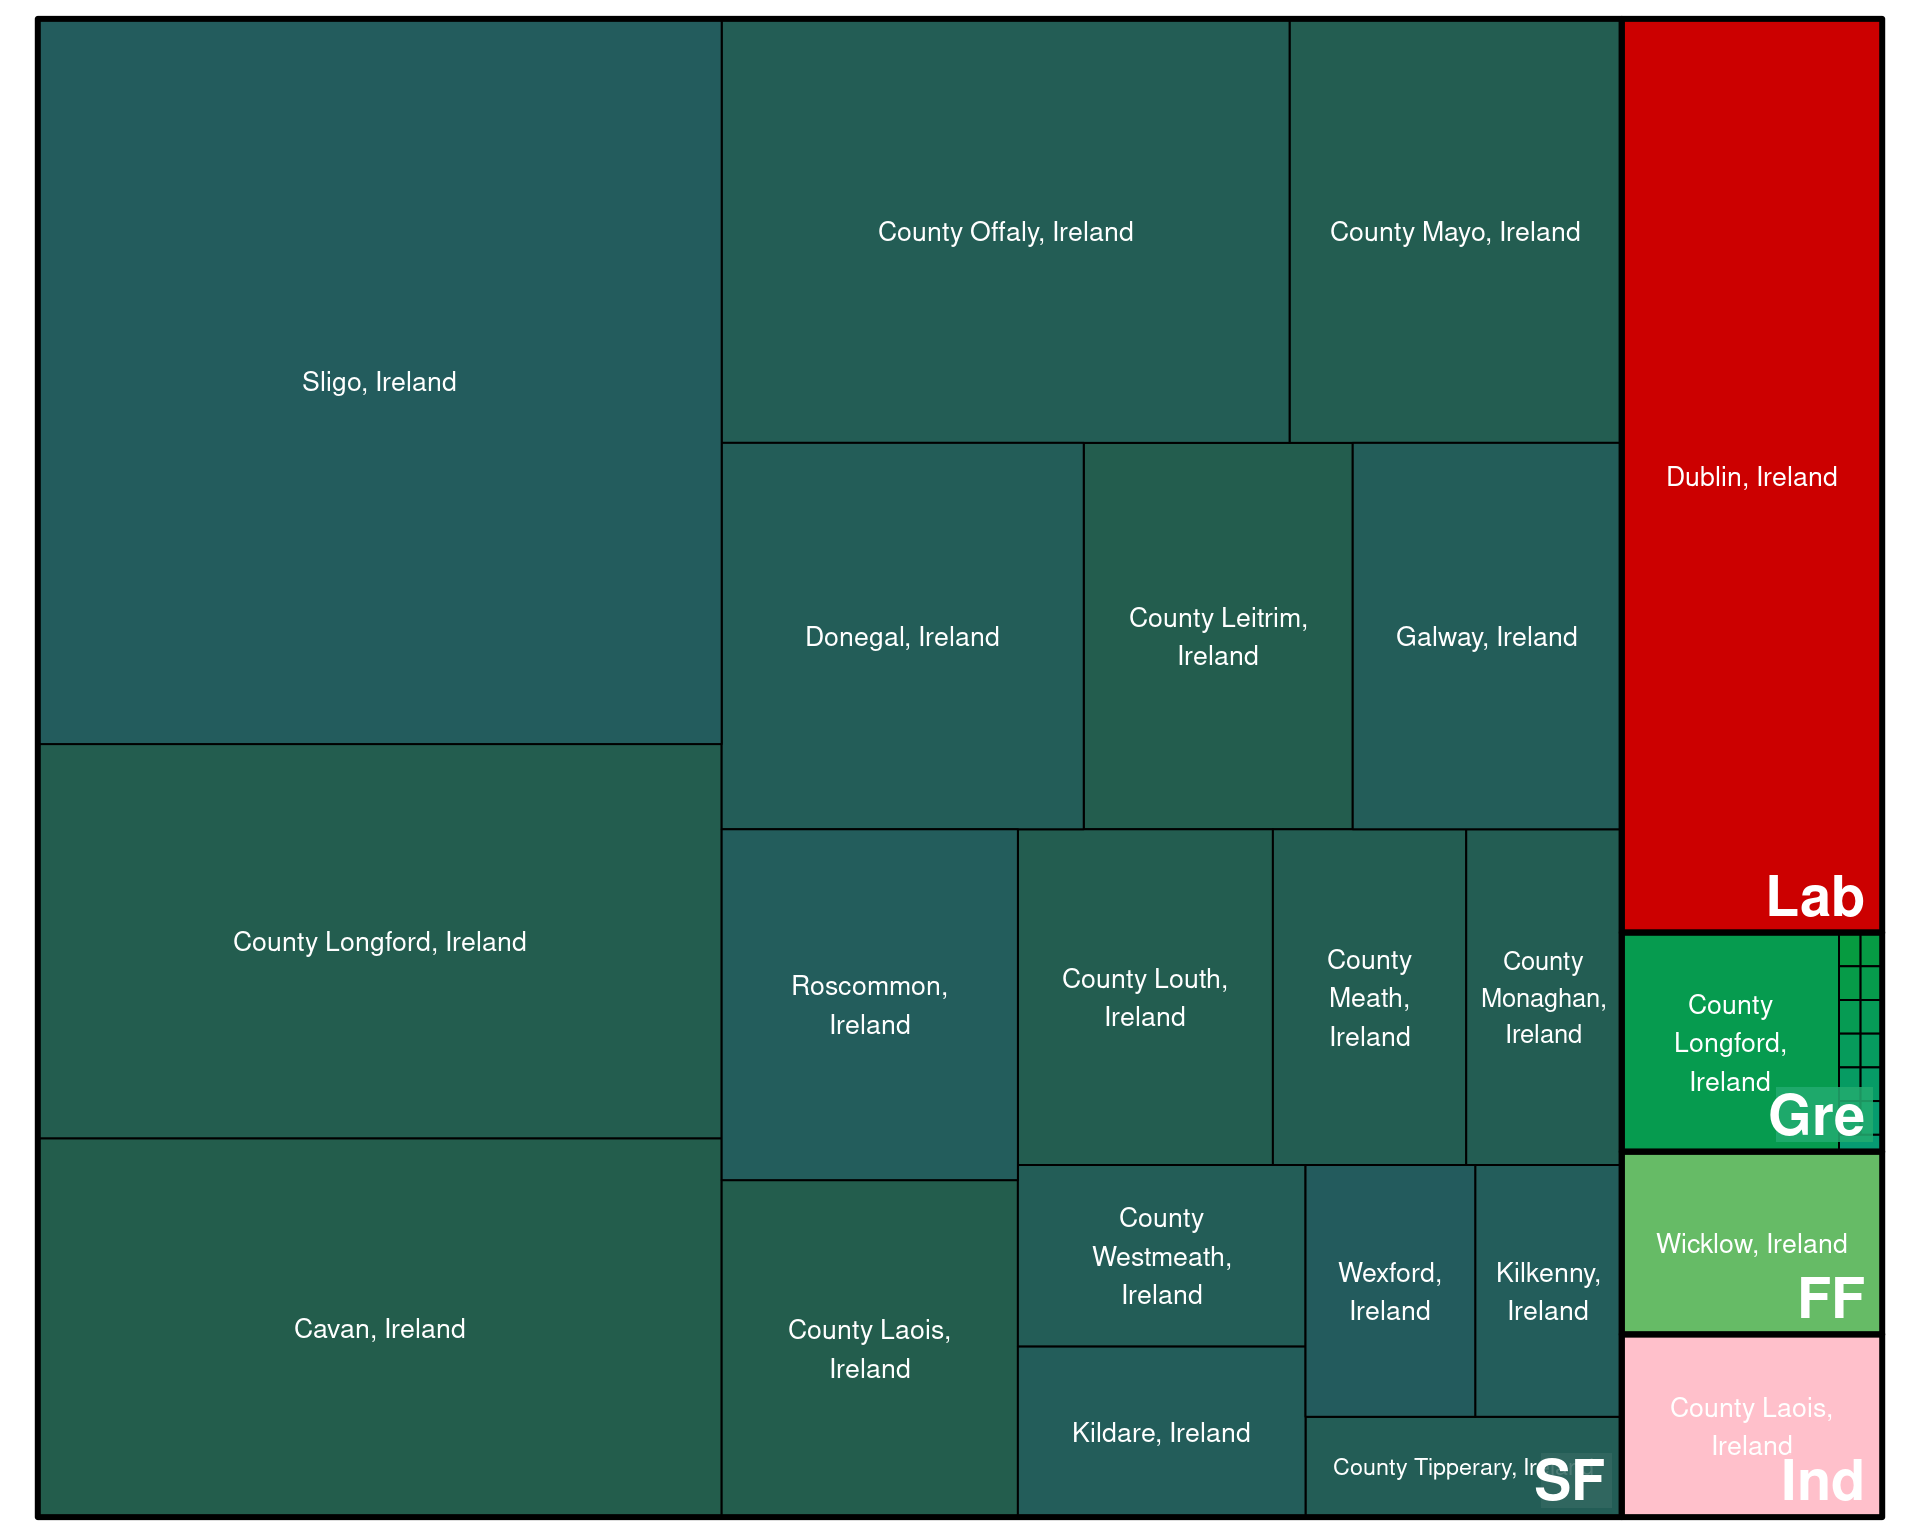 Sligo, Ireland
County Offaly, Ireland
County Mayo, Ireland
Donegal, Ireland
County Leitrim,
Ireland
Galway, Ireland
County Longford, Ireland
Cavan, Ireland
Roscommon,
Ireland
County Louth,
Ireland
County
Meath,
Ireland
County
Monaghan,
Ireland
County Laois,
Ireland
County
Westmeath,
Ireland
Wexford,
Ireland
Kilkenny,
Ireland
Kildare, Ireland
County Tipperary,
SF
Dublin, Ireland
Lab
County
Longford,
Ireland
Gre
Wicklow, Ireland
FF
County Laois,
Ireland
Ind